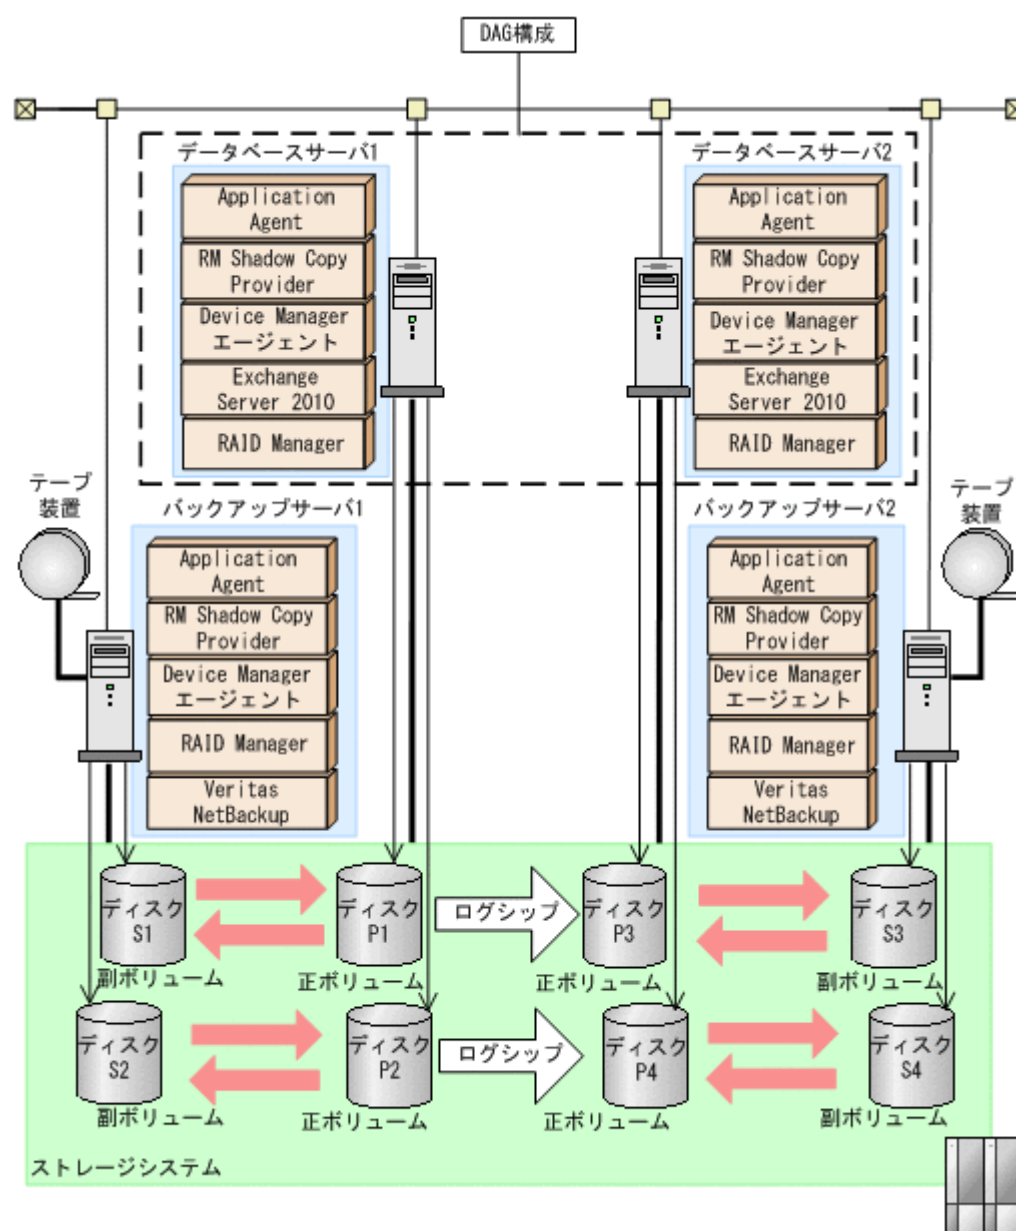 DAG構成
データベースサーバ1
Application
Agent
RM Shadow Copy
Provider
Device Manager
エージェント
Exchange
Server 2010
RAID Manager
データベースサーバ2
Application
Agent
RM Shadow Copy
Provider
Device Manager
エージェント
Exchange
Server 2010
RAID Manager
テープ
装置
バックアップサーバ1
Application
Agent
RM Shadow Copy
Provider
Device Manager
エージェント
RAID Manager
Veritas
NetBackup
バックアップサーバ2
Application
Agent
RM Shadow Copy
Provider
Device Manager
エージェント
RAID Manager
Veritas
NetBackup
テープ
装置
ディスク
S1
副ボリューム
ディスク
P1
正ボリューム
ログシップ
ディスク
P3
正ボリューム
ディスク
S3
副ボリューム
ディスク
S2
副ボリューム
ディスク
P2
正ボリューム
ログシップ
ディスク
P4
正ボリューム
ディスク
S4
副ボリューム
ストレージシステム